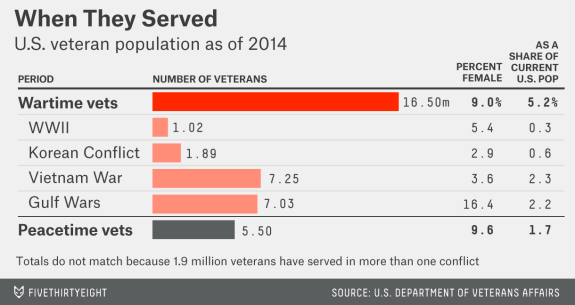 When They Served
U.S. veteran population as of 2014
PERIOD NUMBER OF VETERANS PERCENT FEMALE AS A SHARE OF CURRENT U.S. POP
Wartime vets 16.50m 9.0% 5.2%
WWII 1.02 5.4 0.3
Korean Conflict 1.89 2.9 0.6
Vietnam War 7.25 3.6 2.3
Gulf Wars 7.03 16.4 2.2
Peacetime vets 5.50 9.6 1.7
Totals do not match because 1.9 million veterans have served in more than one conflict
FIVETHIRTYEIGHT SOURCE: U.S. DEPARTMENT OF VETERANS AFFAIRS